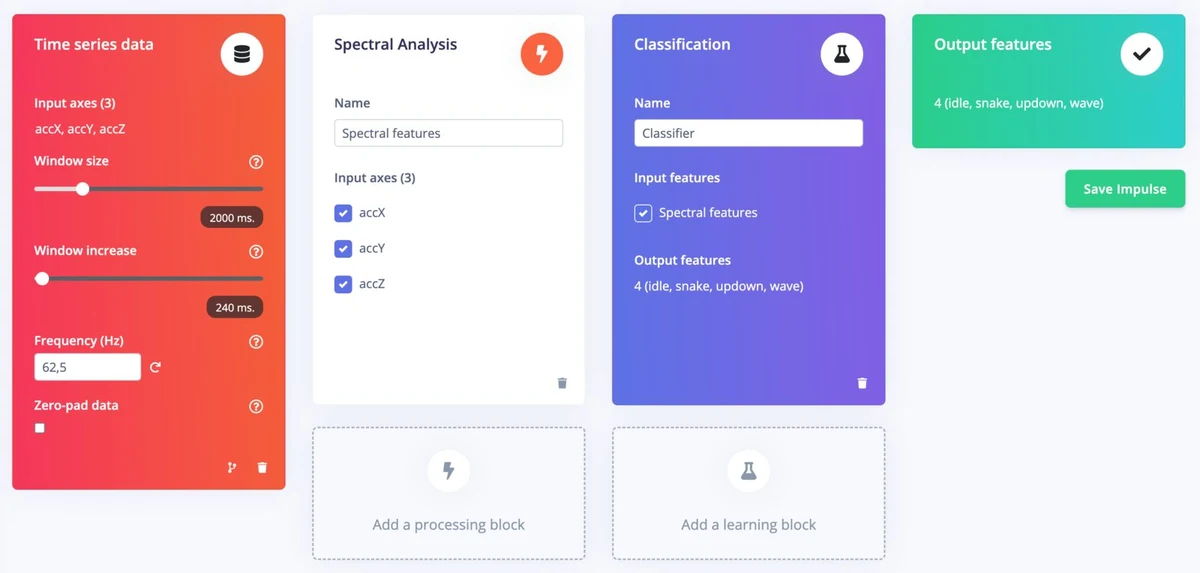 Time series data
Input axes (3)
accX, accY, accZ
Window size
?
2000 ms.
Window increase
?
240 ms.
Frequency (Hz)
?
62,5
Zero-pad data
?
Spectral Analysis
Name
Spectral features
Input axes (3)
accX
accY
accZ
Add a processing block
Classification
Name
Classifier
Input features
Spectral features
Output features
4 (idle, snake, updown, wave)
Add a learning block
Output features
4 (idle, snake, updown, wave)
Save Impulse